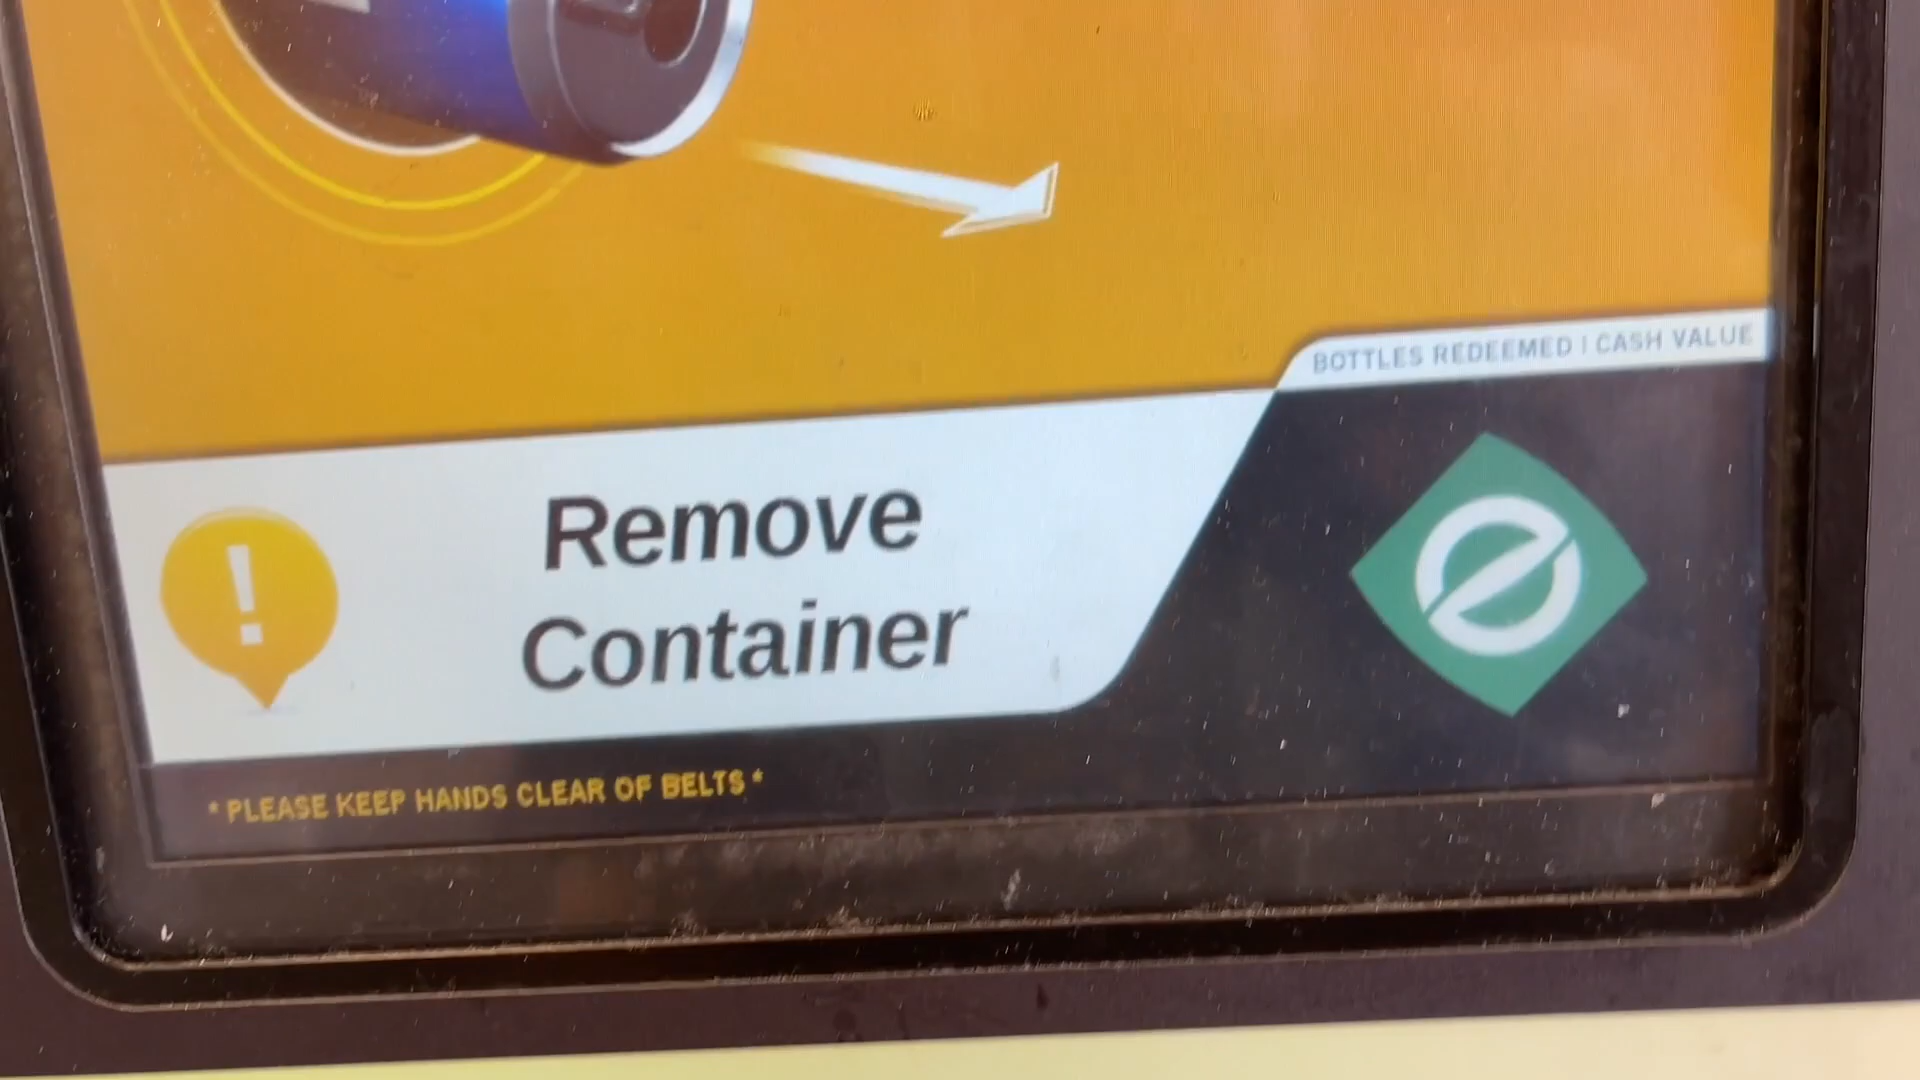 BOTTLES REDEEMED | CASH VALUE
!
Remove
Container
* PLEASE KEEP HANDS CLEAR OF BELTS *